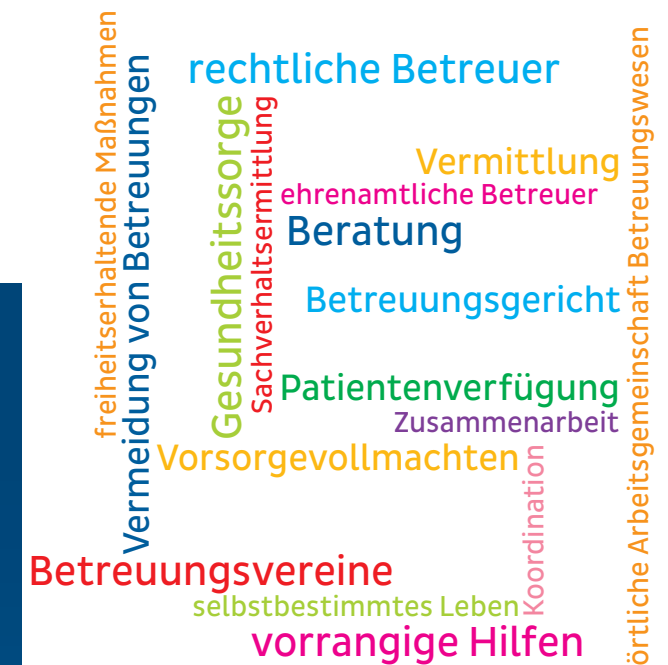 freiheitserhaltende Maßnahmen
Vermeidung von Betreuungen
rechtliche Betreuer
Gesundheitssorge
Sachverhaltsermittlung
Vermittlung
ehrenamtliche Betreuer
Beratung
Betreuungsgericht
Patientenverfügung
Zusammenarbeit
Vorsorgevollmachten
Koordination
Betreuungsvereine
selbstbestimmtes Leben
vorrangige Hilfen
örtliche Arbeitsgemeinschaft Betreuungswesen